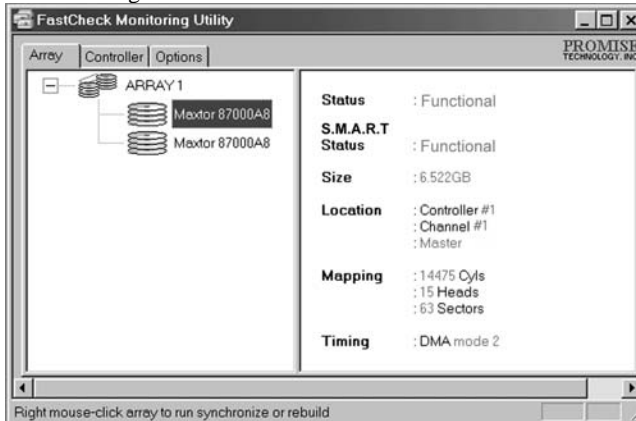 FastCheck Monitoring Utility
Array Controller Options
PROMISE
TECHNOLOGY, INC
ARRAY 1
Maxtor 87000A8
Maxtor 87000A8
Status : Functional
S.M.A.R.T
Status : Functional
Size : 6.522GB
Location : Controller #1
: Channel #1
: Master
Mapping : 14475 Cyls
: 15 Heads
: 63 Sectors
Timing : DMA mode 2
Right mouse-click array to run synchronize or rebuild